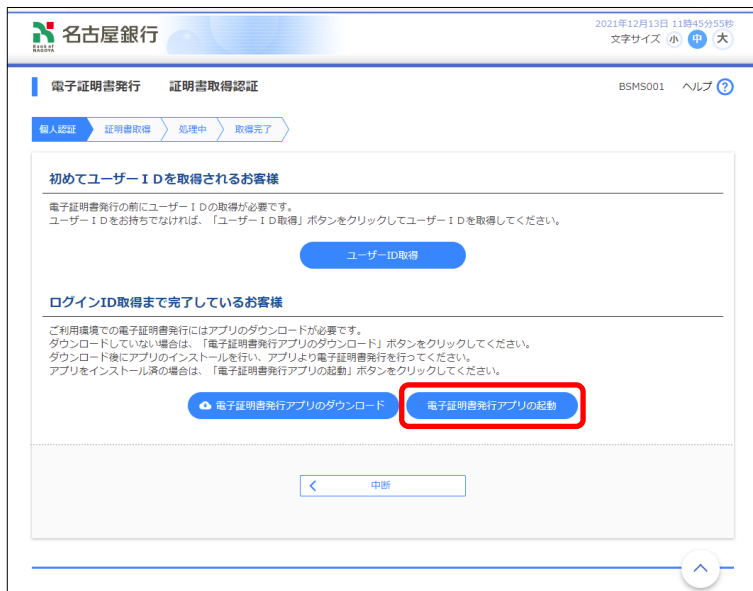 2021年12月13日 11時45分55秒
名古屋銀行
Bank of NAGOYA
文字サイズ 小 中 大
電子証明書発行 証明書取得認証
BSMS001 ヘルプ ?
個人認証 証明書取得 処理中 取得完了
初めてユーザーＩＤを取得されるお客様
電子証明書発行の前にユーザーＩＤの取得が必要です。
ユーザーＩＤをお持ちでなければ、「ユーザーＩＤ取得」ボタンをクリックしてユーザーＩＤを取得してください。
ユーザーID取得
ログインID取得まで完了しているお客様
ご利用環境での電子証明書発行にはアプリのダウンロードが必要です。
ダウンロードしていない場合は、「電子証明書発行アプリのダウンロード」ボタンをクリックしてください。
ダウンロード後にアプリのインストールを行い、アプリより電子証明書発行を行ってください。
アプリをインストール済の場合は、「電子証明書発行アプリの起動」ボタンをクリックしてください。
電子証明書発行アプリのダウンロード 電子証明書発行アプリの起動
中断